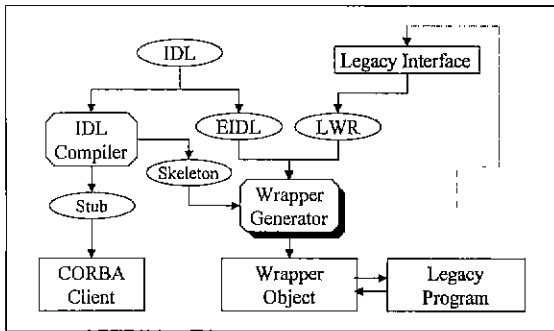 IDL
Legacy Interface
IDL
Compiler
EIDL
LWR
Skeleton
Wrapper
Generator
Stub
CORBA
Client
Wrapper
Object
Legacy
Program